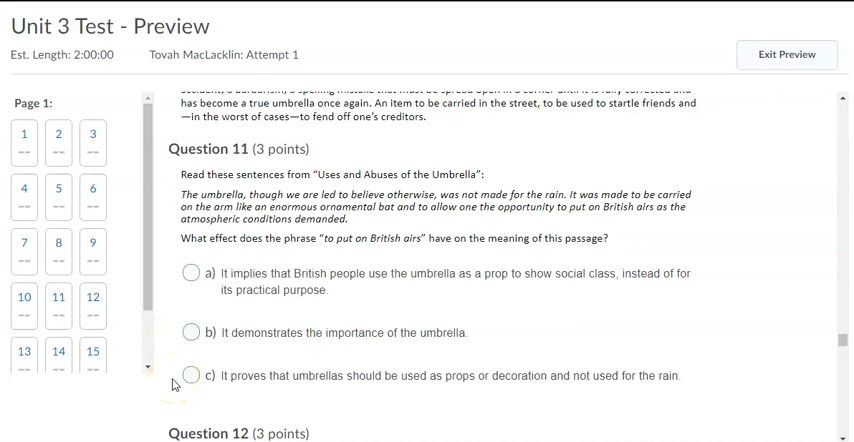 Unit 3 Test - Preview
Est. Length: 2:00:00 Tovah MacLacklin: Attempt 1
Exit Preview
Page 1:
1 2 3
-- -- --
4 5 6
-- -- --
7 8 9
-- -- --
10 11 12
-- -- --
13 14 15
-- -- --
has become a true umbrella once again. An item to be carried in the street, to be used to startle friends and
—in the worst of cases—to fend off one's creditors.
Question 11 (3 points)
Read these sentences from “Uses and Abuses of the Umbrella”:
The umbrella, though we are led to believe otherwise, was not made for the rain. It was made to be carried
on the arm like an enormous ornamental bat and to allow one the opportunity to put on British airs as the
atmospheric conditions demanded.
What effect does the phrase “to put on British airs” have on the meaning of this passage?
a) It implies that British people use the umbrella as a prop to show social class, instead of for
its practical purpose.
b) It demonstrates the importance of the umbrella.
c) It proves that umbrellas should be used as props or decoration and not used for the rain.
Question 12 (3 points)